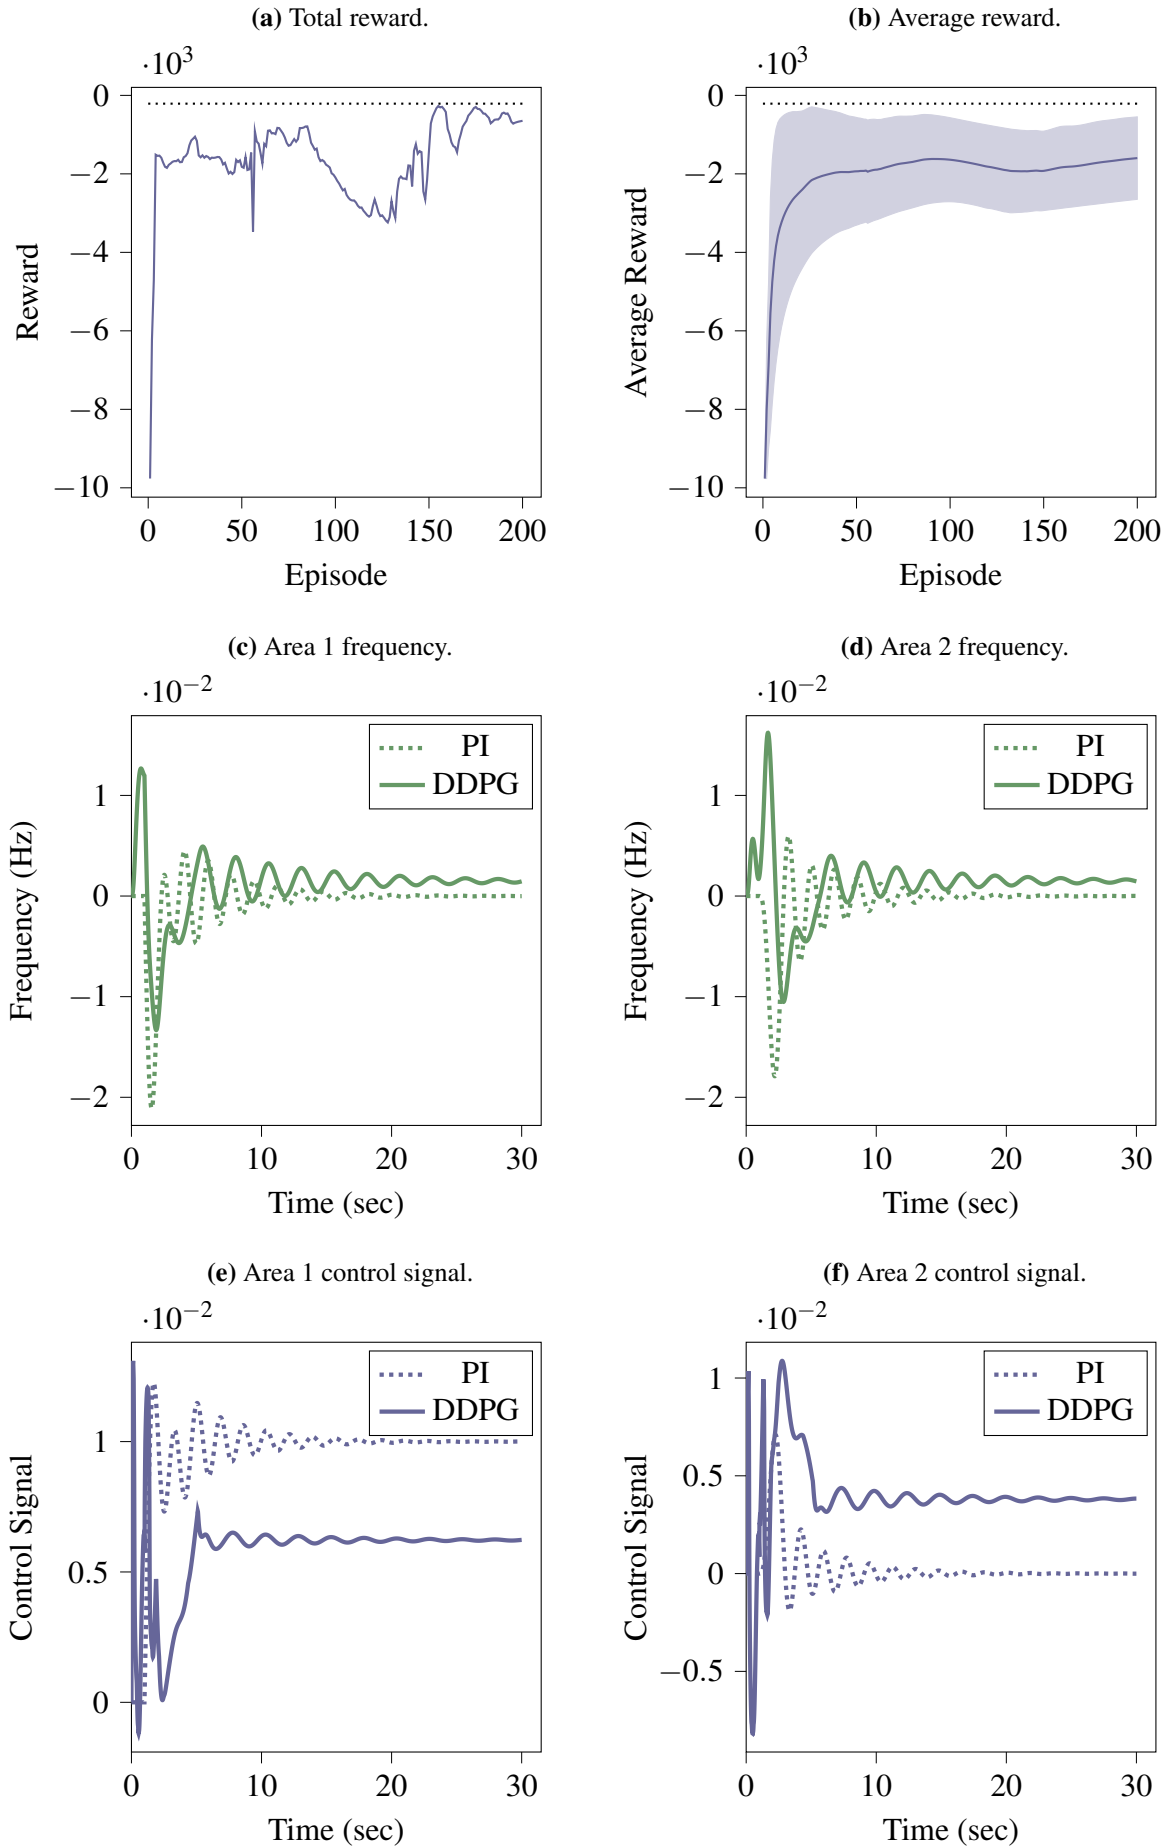 (a) Total reward.
·10³
0
−2
−4
−6
−8
−10
Reward
0 50 100 150 200
Episode
(b) Average reward.
·10³
0
−2
−4
−6
−8
−10
Average Reward
0 50 100 150 200
Episode
(c) Area 1 frequency.
·10⁻²
PI
DDPG
1
0
−1
−2
Frequency (Hz)
0 10 20 30
Time (sec)
(d) Area 2 frequency.
·10⁻²
PI
DDPG
1
0
−1
−2
Frequency (Hz)
0 10 20 30
Time (sec)
(e) Area 1 control signal.
·10⁻²
PI
DDPG
1
0.5
0
Control Signal
0 10 20 30
Time (sec)
(f) Area 2 control signal.
·10⁻²
PI
DDPG
1
0.5
0
−0.5
Control Signal
0 10 20 30
Time (sec)